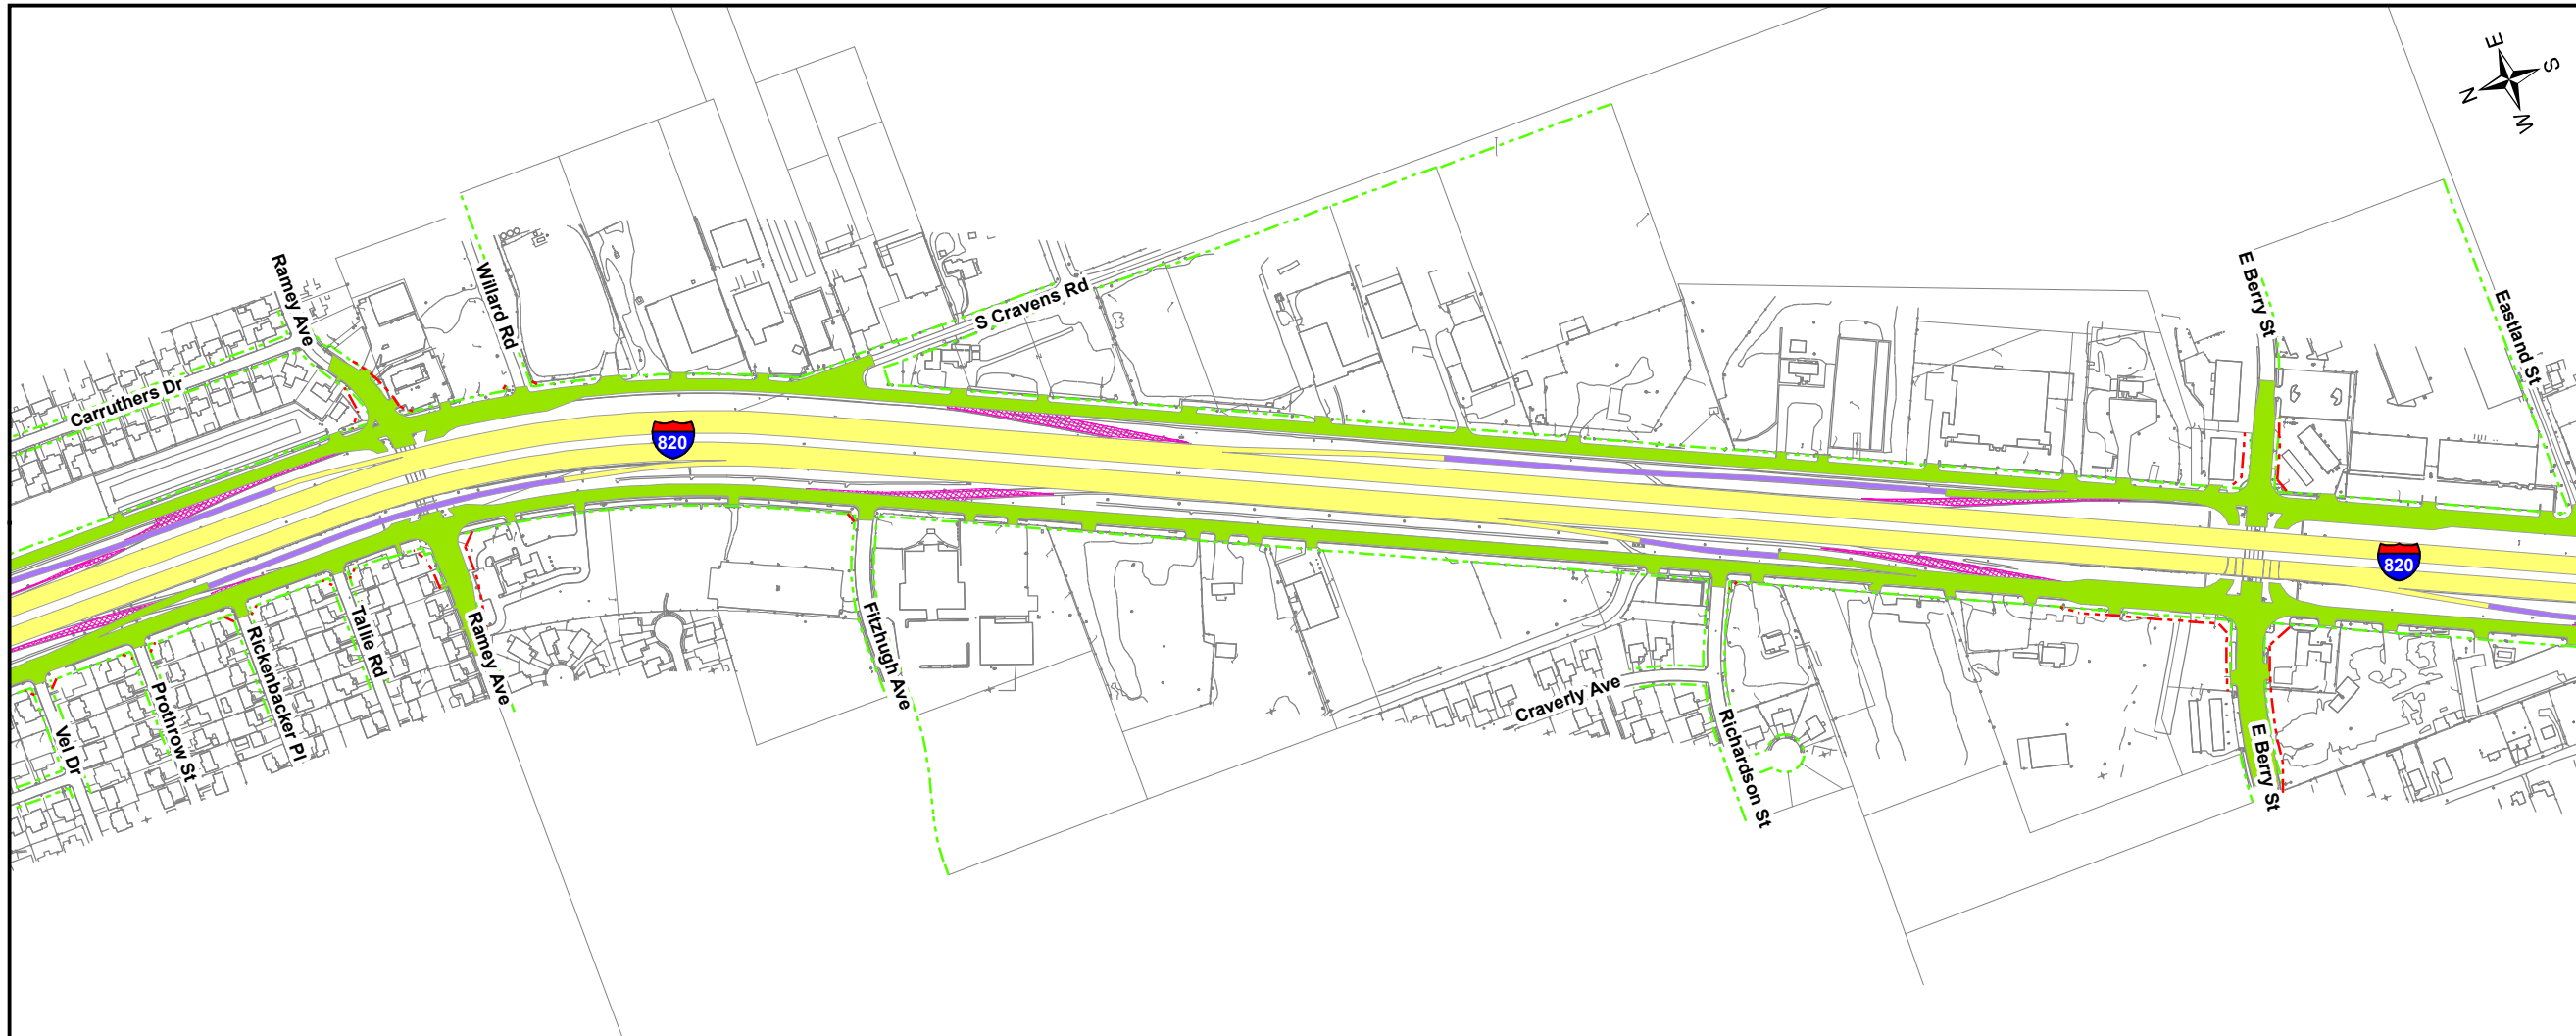 E
S
N
W
Ramey Ave
Willard Rd
S Cravens Rd
E Berry St
Eastland St
Carruthers Dr
820
820
Vel Dr
Prothrow St
Rickenbacker Pl
Tallie Rd
Ramey Ave
Fitzhugh Ave
Craverly Ave
Richardson St
E Berry St